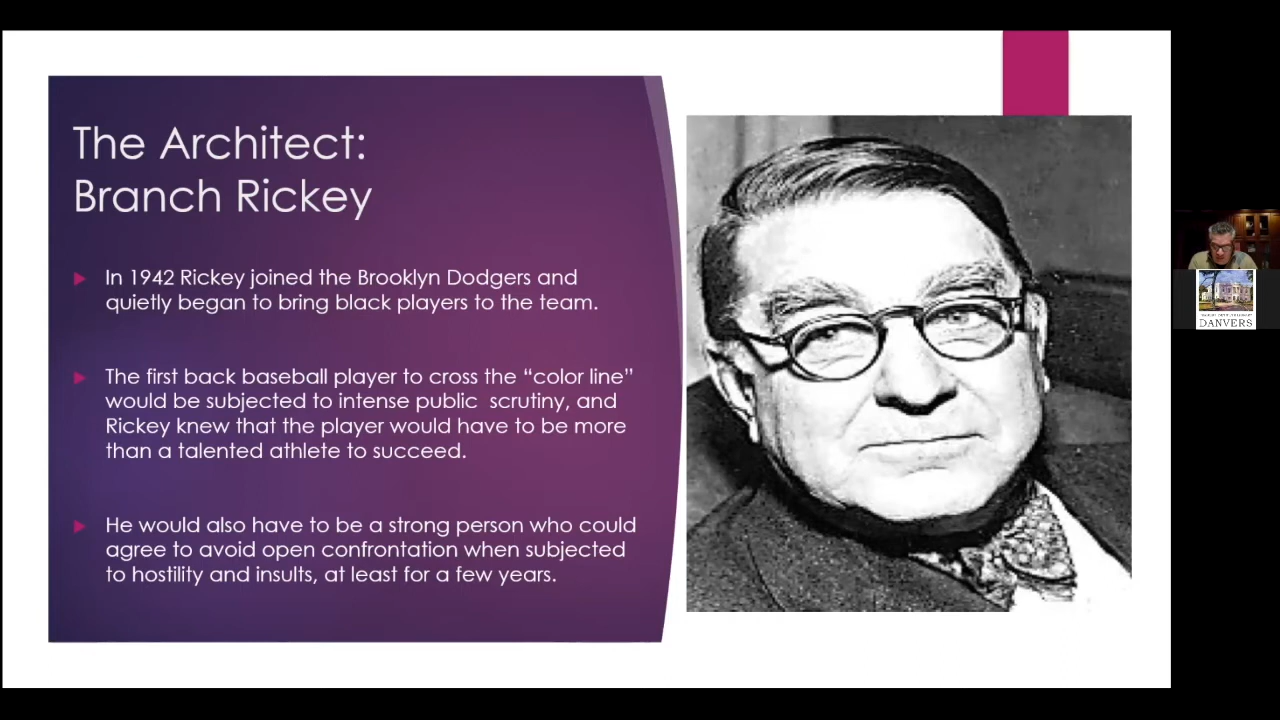 The Architect:
Branch Rickey
In 1942 Rickey joined the Brooklyn Dodgers and
quietly began to bring black players to the team.
The first back baseball player to cross the “color line”
would be subjected to intense public  scrutiny, and
Rickey knew that the player would have to be more
than a talented athlete to succeed.
He would also have to be a strong person who could
agree to avoid open confrontation when subjected
to hostility and insults, at least for a few years.
DANVERS